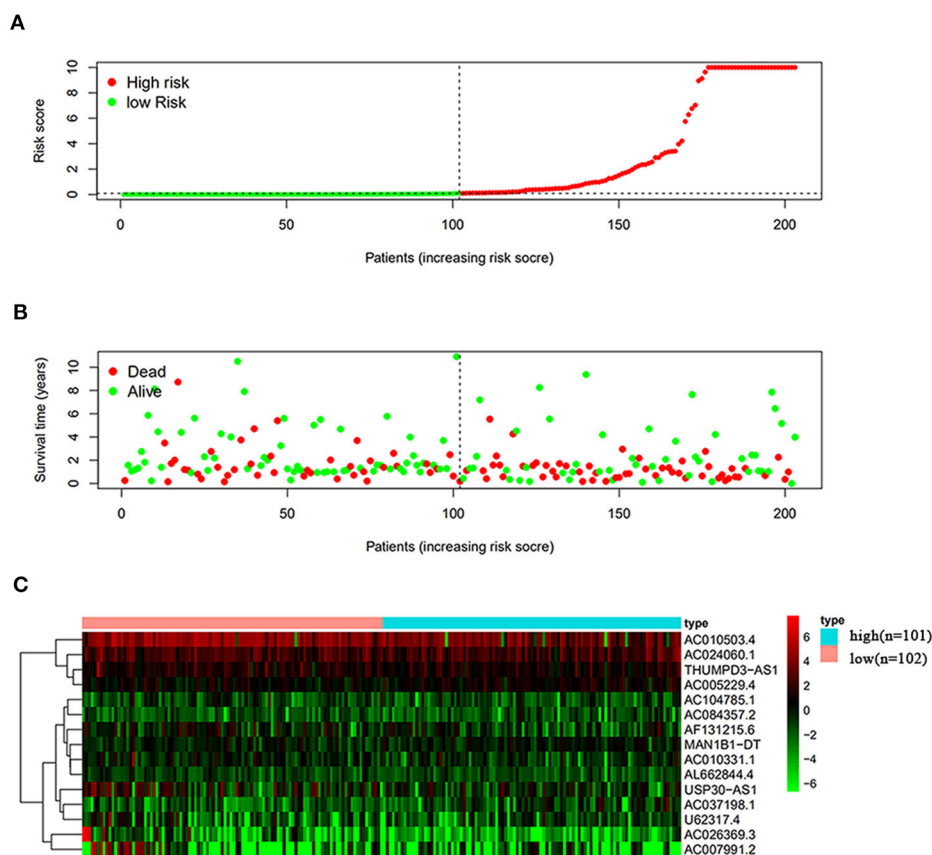 A
10
8
6
4
2
0
Risk score
High risk
low Risk
0
50
100
150
200
Patients (increasing risk socre)
B
10
8
6
4
2
0
Survival time (years)
Dead
Alive
0
50
100
150
200
Patients (increasing risk socre)
C
type
AC010503.4
AC024060.1
THUMPD3-AS1
AC005229.4
AC104785.1
AC084357.2
AF131215.6
MAN1B1-DT
AC010331.1
AL662844.4
USP30-AS1
AC037198.1
U62317.4
AC026369.3
AC007991.2
6
4
2
0
-2
-4
-6
type
high(n=101)
low(n=102)